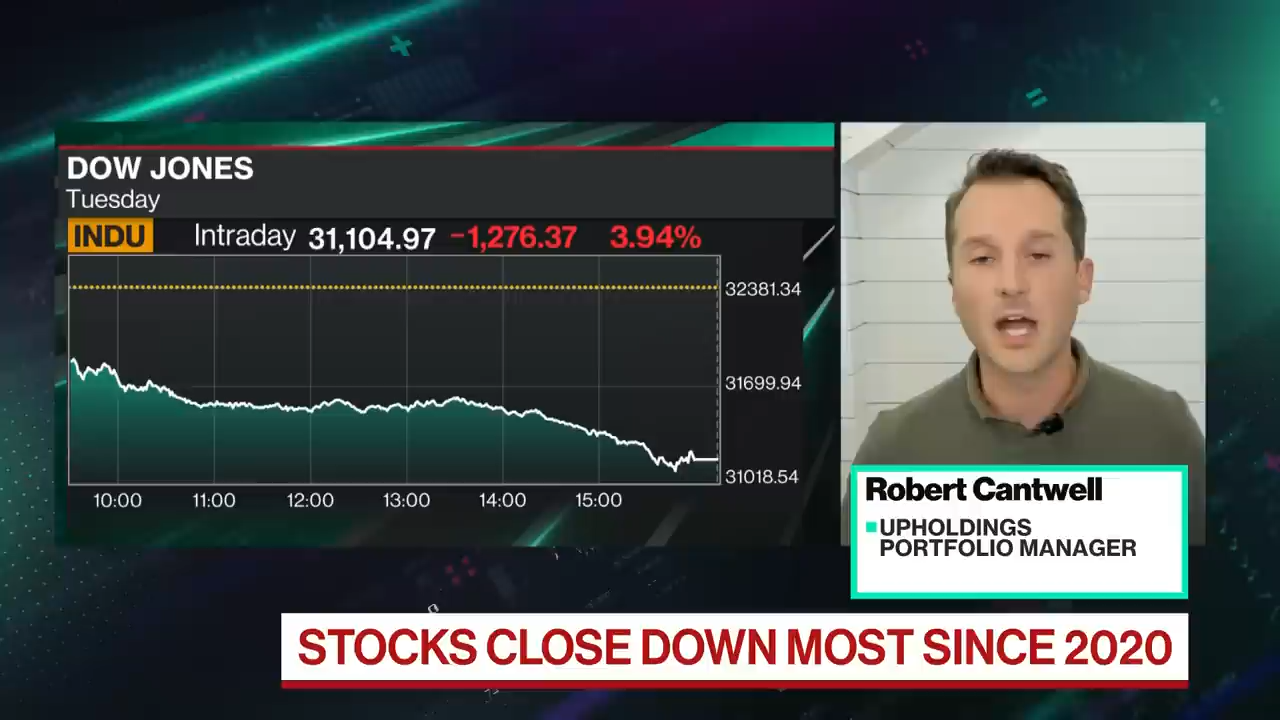 DOW JONES
Tuesday
INDU Intraday 31,104.97 -1,276.37 3.94%
32381.34
31699.94
31018.54
10:00 11:00 12:00 13:00 14:00 15:00
Robert Cantwell
UPHOLDINGS
PORTFOLIO MANAGER
STOCKS CLOSE DOWN MOST SINCE 2020